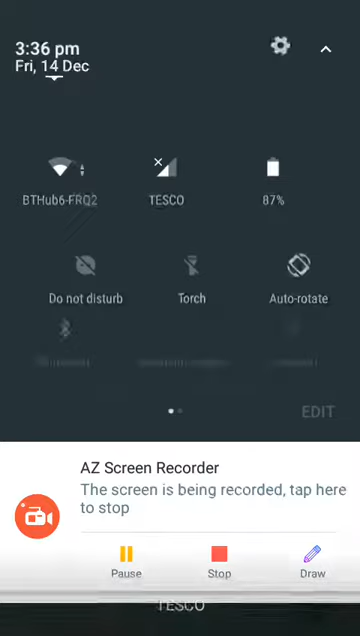 3:36 pm
Fri, 14 Dec
BTHub6-FRQ2
TESCO
87%
Do not disturb
Torch
Auto-rotate
EDIT
AZ Screen Recorder
The screen is being recorded, tap here
to stop
Pause
Stop
Draw
TESCO